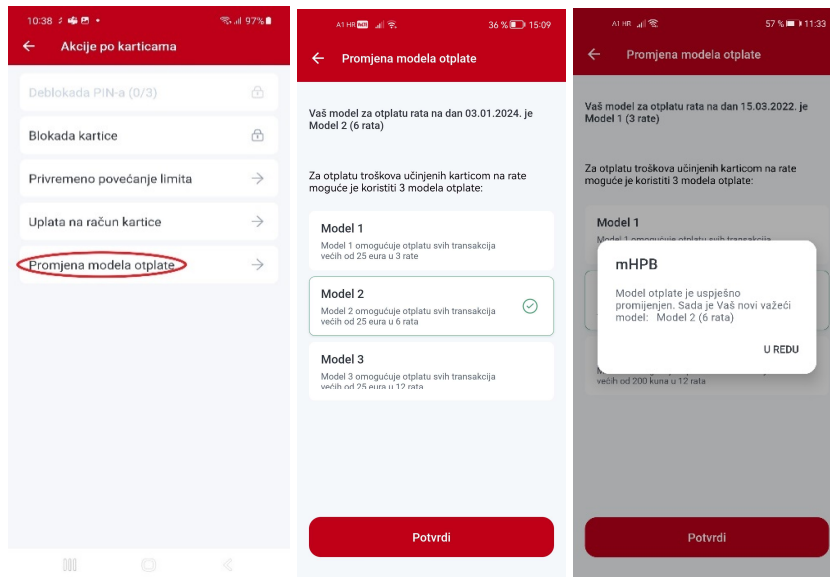 10:38
97%
Akcije po karticama
Deblokada PIN-a (0/3)
Blokada kartice
Privremeno povećanje limita
Uplata na račun kartice
Promjena modela otplate
A1 HR
36 %
15:09
Promjena modela otplate
Vaš model za otplatu rata na dan 03.01.2024. je
Model 2 (6 rata)
Za otplatu troškova učinjenih karticom na rate
moguće je koristiti 3 modela otplate:
Model 1
Model 1 omogućuje otplatu svih transakcija
većih od 25 eura u 3 rate
Model 2
Model 2 omogućuje otplatu svih transakcija
većih od 25 eura u 6 rata
Model 3
Model 3 omogućuje otplatu svih transakcija
većih od 25 eura u 12 rata
Potvrdi
A1 HR
57 %
11:33
Promjena modela otplate
Vaš model za otplatu rata na dan 15.03.2022. je
Model 1 (3 rate)
Za otplatu troškova učinjenih karticom na rate
moguće je koristiti 3 modela otplate:
Model 1
Model 1 omogućuje otplatu svih transakcija
mHPB
Model otplate je uspješno
promijenjen. Sada je Vaš novi važeći
model: Model 2 (6 rata)
U REDU
većih od 200 kuna u 12 rata
Potvrdi